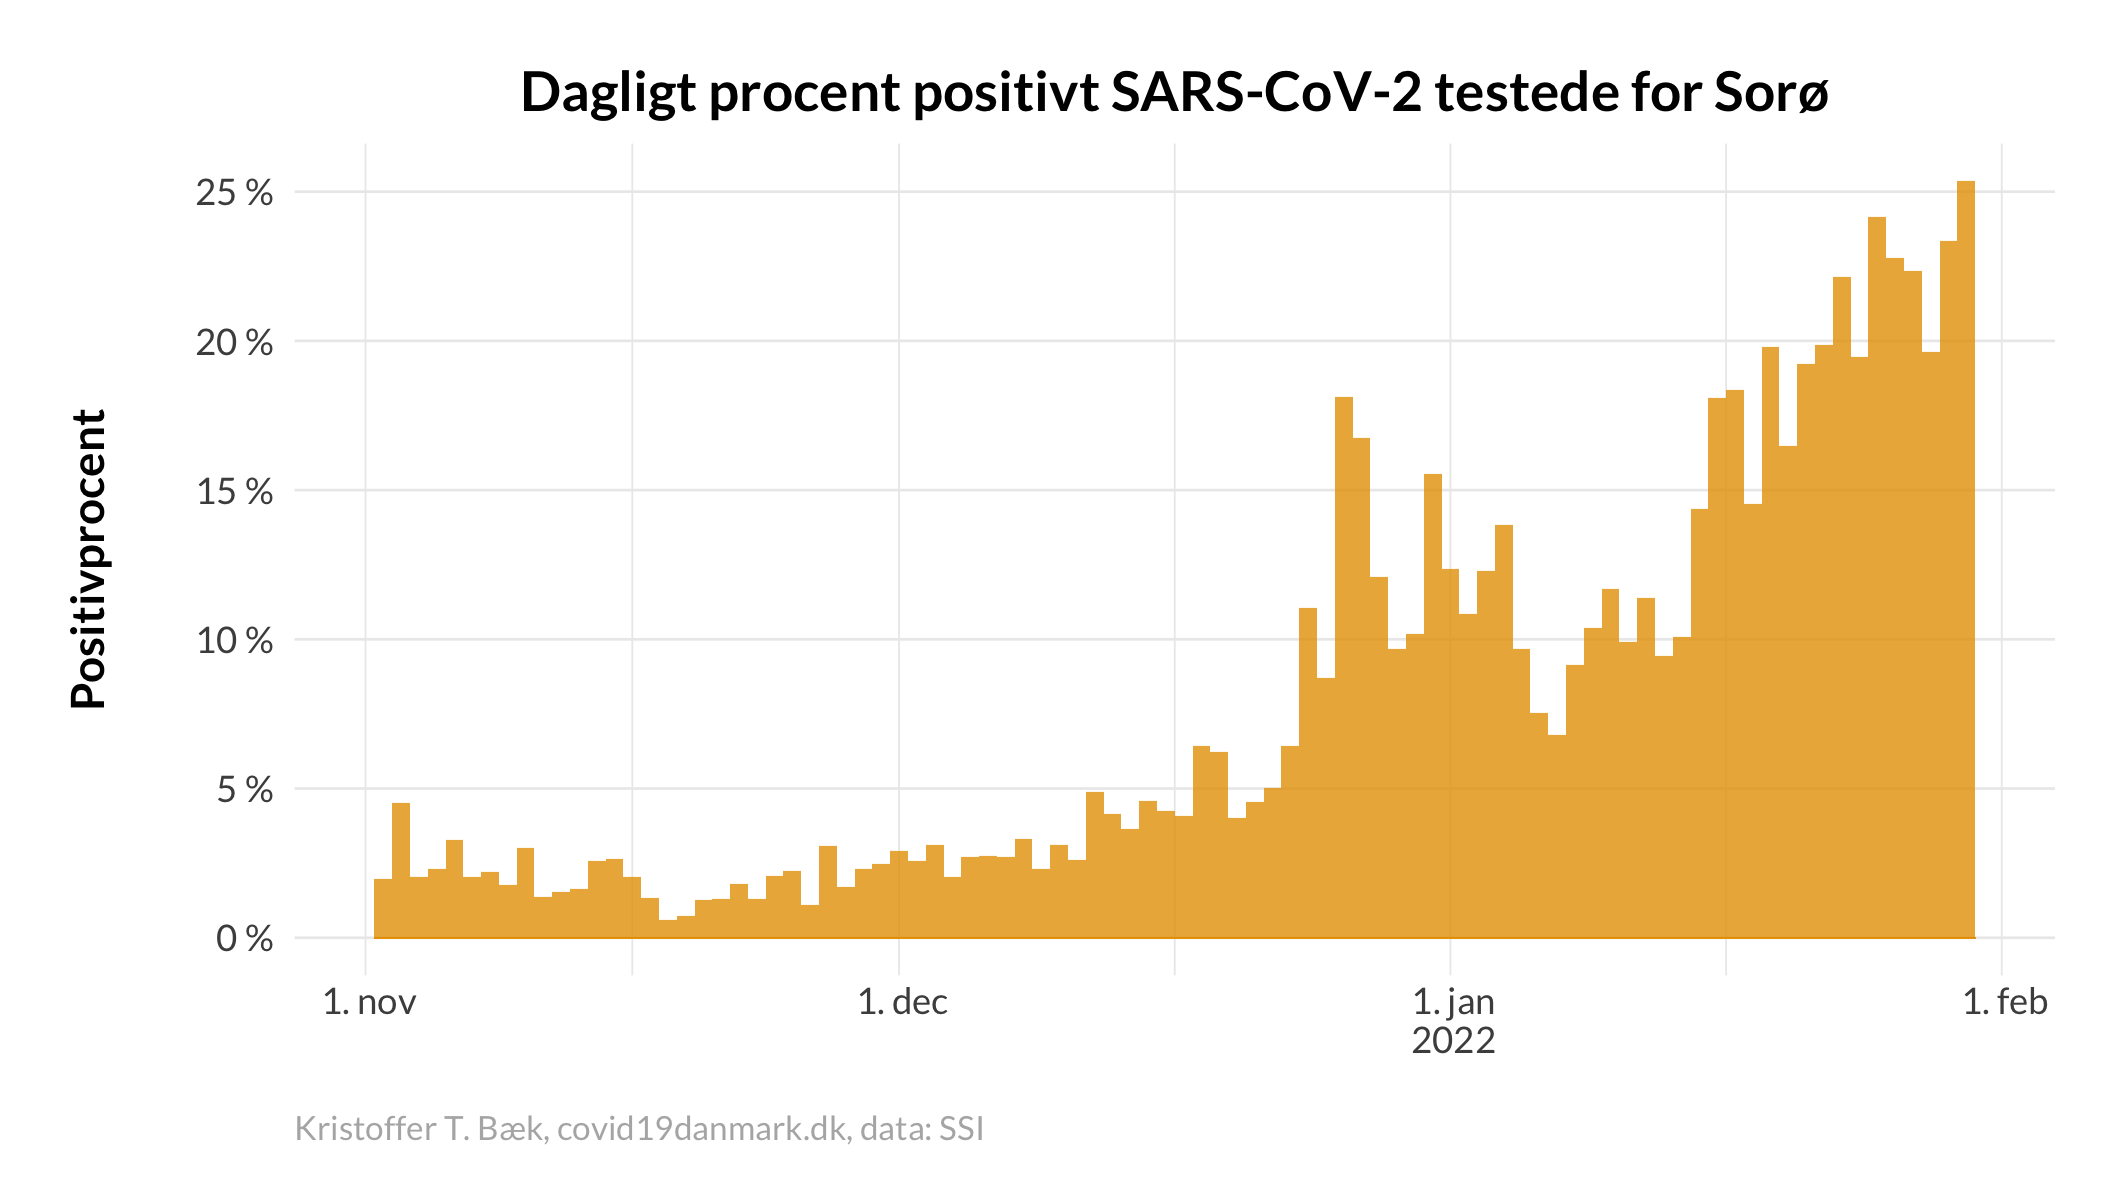 Dagligt procent positivt SARS-CoV-2 testede for Sorø
Positivprocent
25 %
20 %
15 %
10 %
5 %
0 %
1. nov
1. dec
1. jan
2022
1. feb
Kristoffer T. Bæk, covid19danmark.dk, data: SSI